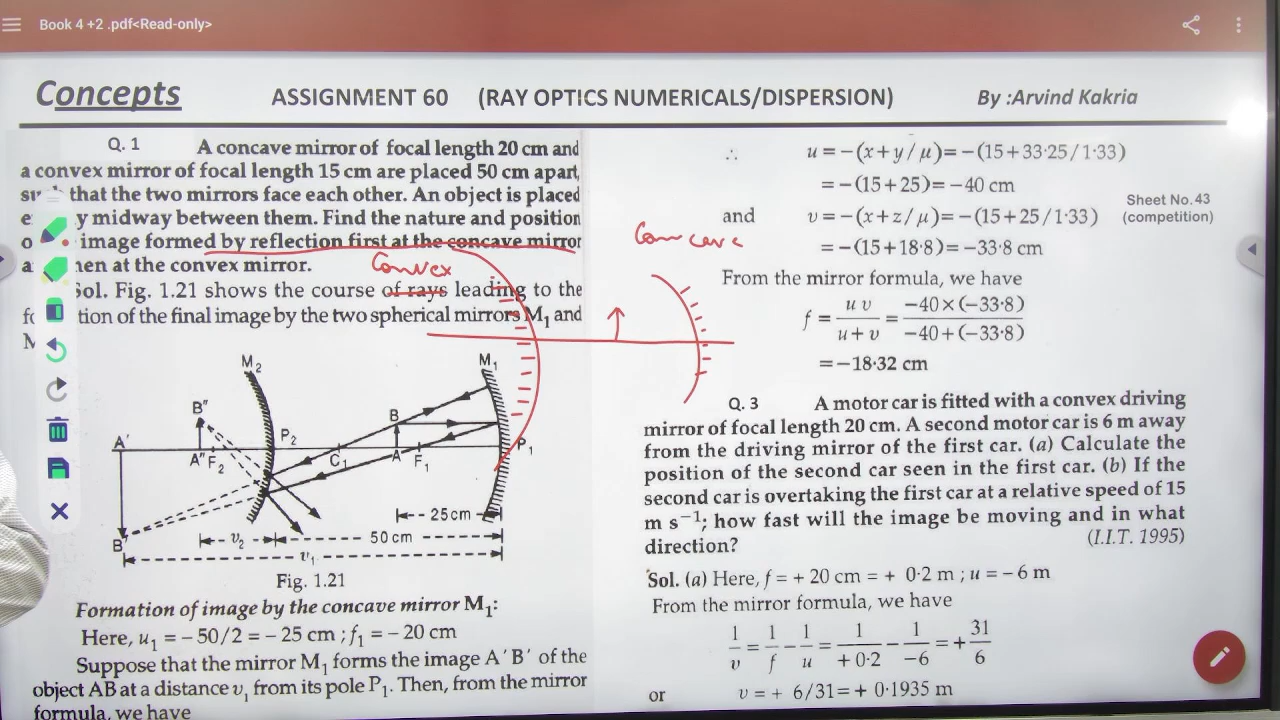 Book 4 +2 .pdf<Read-only>
Concepts ASSIGNMENT 60 (RAY OPTICS NUMERICALS/DISPERSION) By :Arvind Kakria
Q. 1 A concave mirror of focal length 20 cm and
a convex mirror of focal length 15 cm are placed 50 cm apart,
that the two mirrors face each other. An object is placed
midway between them. Find the nature and position
image formed by reflection first at the concave mirror
at the convex mirror.
Convex
Sol. Fig. 1.21 shows the course of rays leading to the
tion of the final image by the two spherical mirrors M₁ and
M₂ M₁
B″ B
A′ P₂ P₁
A″ F₂ C₁ A F₁
25cm
B′ υ₂ 50 cm
υ₁
Fig. 1.21
Formation of image by the concave mirror M₁:
Here, u₁ = − 50/2 = − 25 cm ; f₁ = − 20 cm
Suppose that the mirror M₁ forms the image A′ B′ of the
object AB at a distance υ₁ from its pole P₁. Then, from the mirror
formula, we have
∴ u = −(x + y / μ) = −(15 + 33·25 / 1·33)
= −(15 + 25) = −40 cm
Sheet No. 43
(competition)
and υ = −(x + z / μ) = −(15 + 25 / 1·33)
= −(15 + 18·8) = −33·8 cm
Concave
From the mirror formula, we have
f = u υ / u + υ = −40 × (−33·8) / −40 + (−33·8)
= −18·32 cm
Q. 3 A motor car is fitted with a convex driving
mirror of focal length 20 cm. A second motor car is 6 m away
from the driving mirror of the first car. (a) Calculate the
position of the second car seen in the first car. (b) If the
second car is overtaking the first car at a relative speed of 15
m s⁻¹; how fast will the image be moving and in what
direction? (I.I.T. 1995)
Sol. (a) Here, f = + 20 cm = + 0·2 m ; u = − 6 m
From the mirror formula, we have
1/υ = 1/f − 1/u = 1/+ 0·2 − 1/−6 = + 31/6
or υ = + 6/31 = + 0·1935 m